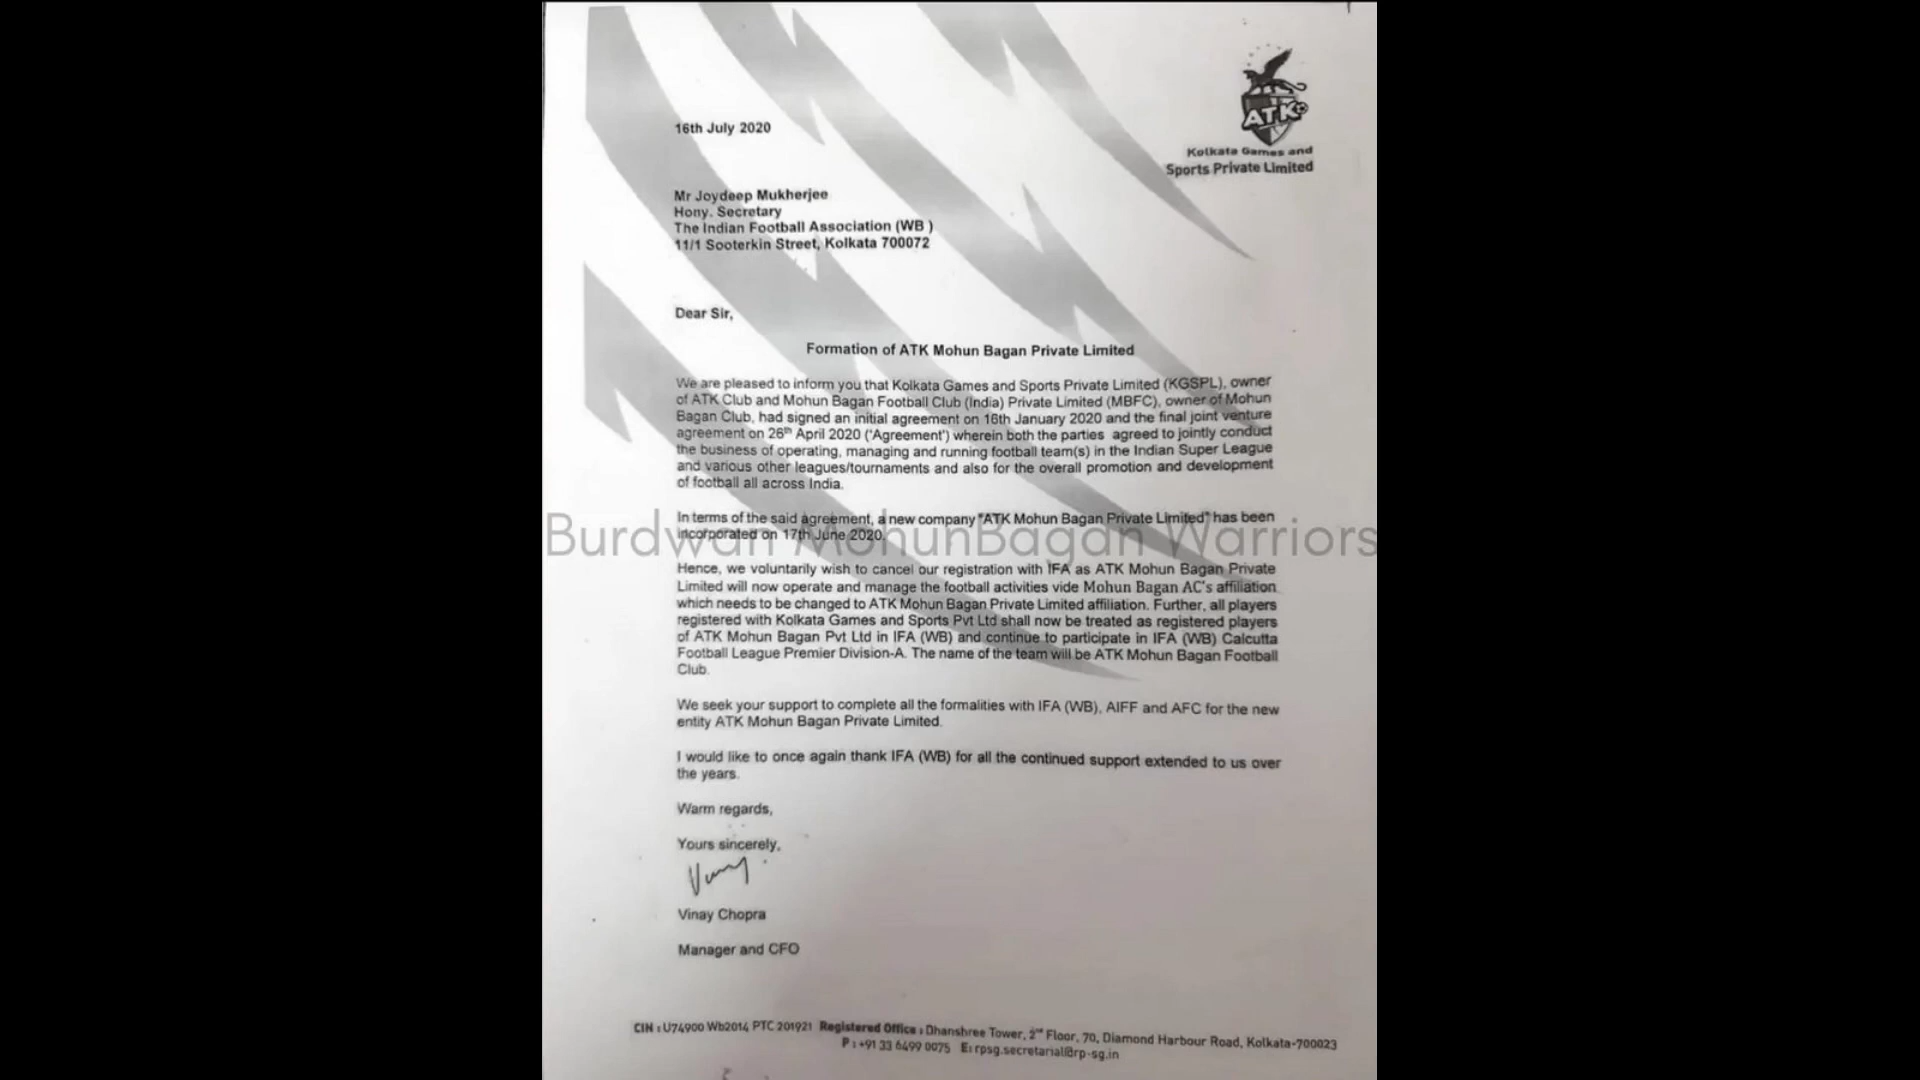 ATK
Kolkata Games and
Sports Private Limited
16th July 2020
Mr Joydeep Mukherjee
Hony. Secretary
The Indian Football Association (WB )
11/1 Sooterkin Street, Kolkata 700072
Dear Sir,
Formation of ATK Mohun Bagan Private Limited
We are pleased to inform you that Kolkata Games and Sports Private Limited (KGSPL), owner
of ATK Club and Mohun Bagan Football Club (India) Private Limited (MBFC), owner of Mohun
Bagan Club, had signed an initial agreement on 16th January 2020 and the final joint venture
agreement on 26th April 2020 ('Agreement') wherein both the parties agreed to jointly conduct
the business of operating, managing and running football team(s) in the Indian Super League
and various other leagues/tournaments and also for the overall promotion and development
of football all across India.
In terms of the said agreement, a new company "ATK Mohun Bagan Private Limited" has been
incorporated on 17th June 2020.
Burdwan MohunBagan Warriors
Hence, we voluntarily wish to cancel our registration with IFA as ATK Mohun Bagan Private
Limited will now operate and manage the football activities vide Mohun Bagan AC's affiliation
which needs to be changed to ATK Mohun Bagan Private Limited affiliation. Further, all players
registered with Kolkata Games and Sports Pvt Ltd shall now be treated as registered players
of ATK Mohun Bagan Pvt Ltd in IFA (WB) and continue to participate in IFA (WB) Calcutta
Football League Premier Division-A. The name of the team will be ATK Mohun Bagan Football
Club.
We seek your support to complete all the formalities with IFA (WB), AIFF and AFC for the new
entity ATK Mohun Bagan Private Limited.
I would like to once again thank IFA (WB) for all the continued support extended to us over
the years.
Warm regards,
Yours sincerely,
Vinay Chopra
Manager and CFO
CIN : U74900 Wb2014 PTC 201921 Registered Office : Dhanshree Tower, 2nd Floor, 70, Diamond Harbour Road, Kolkata-700023
P : +91 33 6499 0075 E: rpsg.secretarial@rp-sg.in